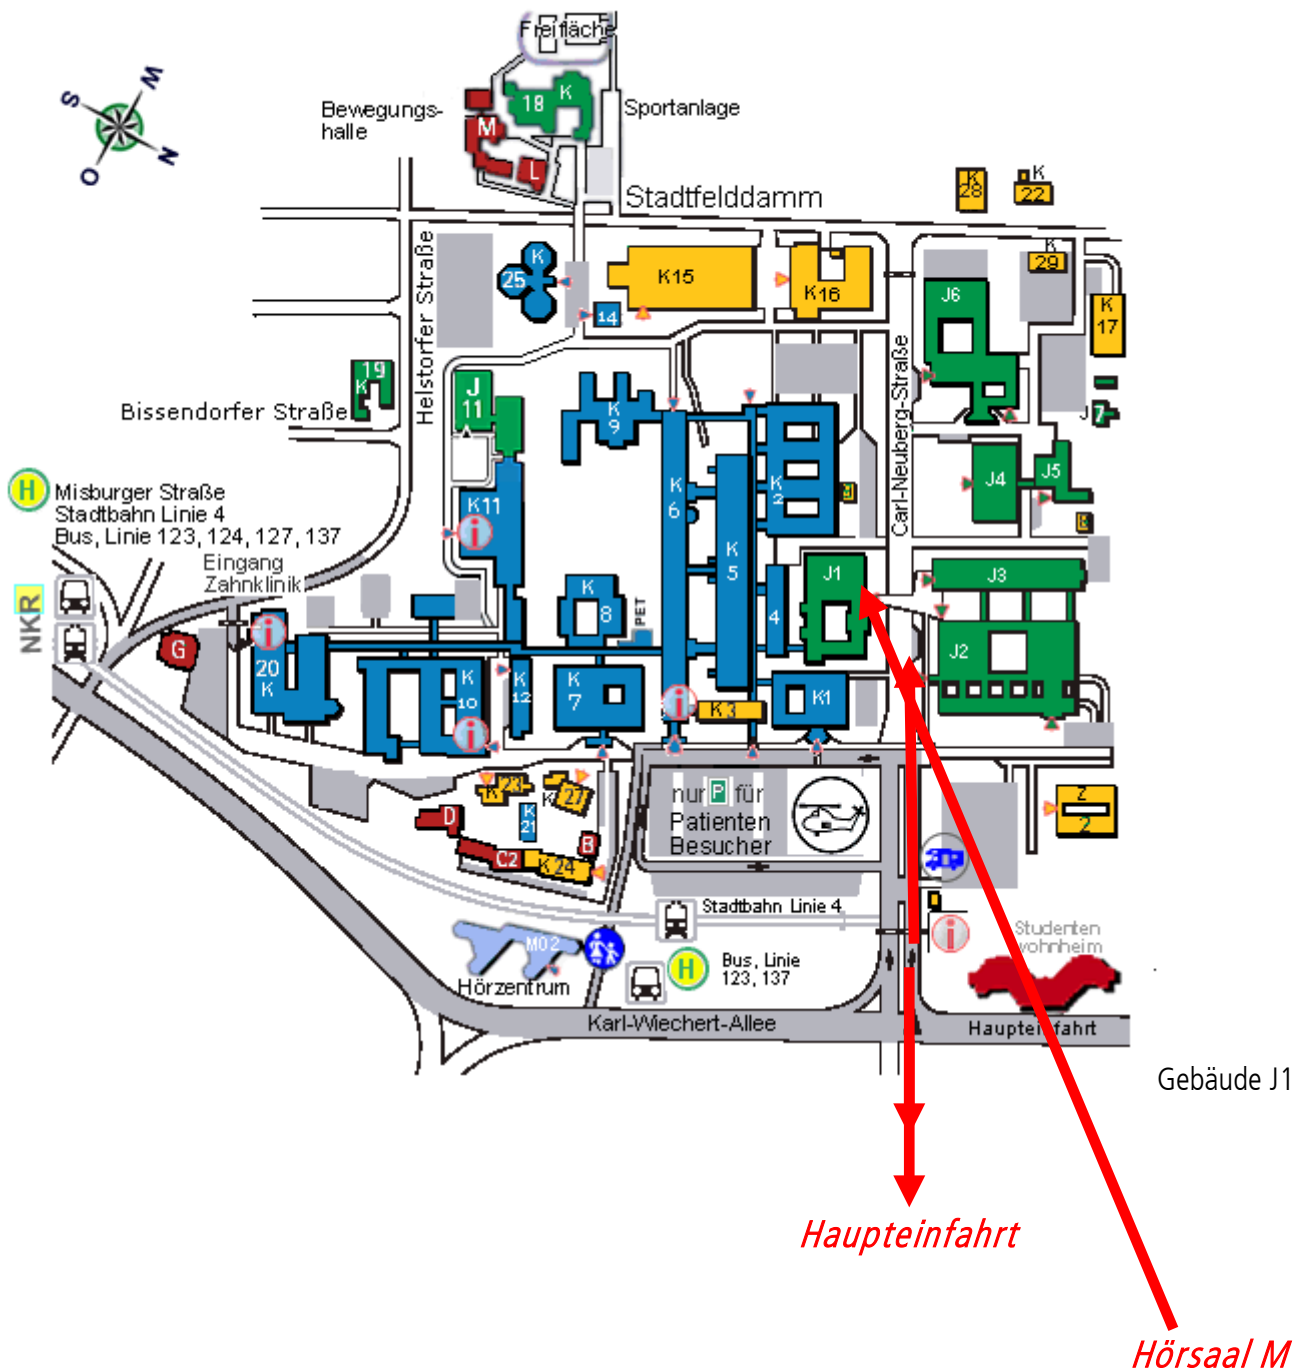 Freifläche
W
S
N
O
Bewegungs-
halle
18
K
Sportanlage
M
L
Stadtfelddamm
K
28
K
22
Helstorfer Straße
K
25
K15
K16
K
29
J6
K
17
14
Carl-Neuberg-Straße
19
K
Bissendorfer Straße
J
11
K
9
J
7
H
Misburger Straße
Stadtbahn Linie 4
Bus, Linie 123, 124, 127, 137
K11
i
K
6
K
2
J4
J5
Eingang
Zahnklinik
K
5
J1
J3
NKR
K
8
PET
4
G
i
20
K
K
10
i
K
12
K
7
i
K3
K1
J2
nur P für
Patienten
Besucher
K
23
K
27
K
21
Z
2
D
B
C2
K24
Stadtbahn Linie 4
i
Studenten
wohnheim
M02
Hörzentrum
H
Bus, Linie
123, 137
Karl-Wiechert-Allee
Haupteinfahrt
Gebäude J1
Haupteinfahrt
Hörsaal M